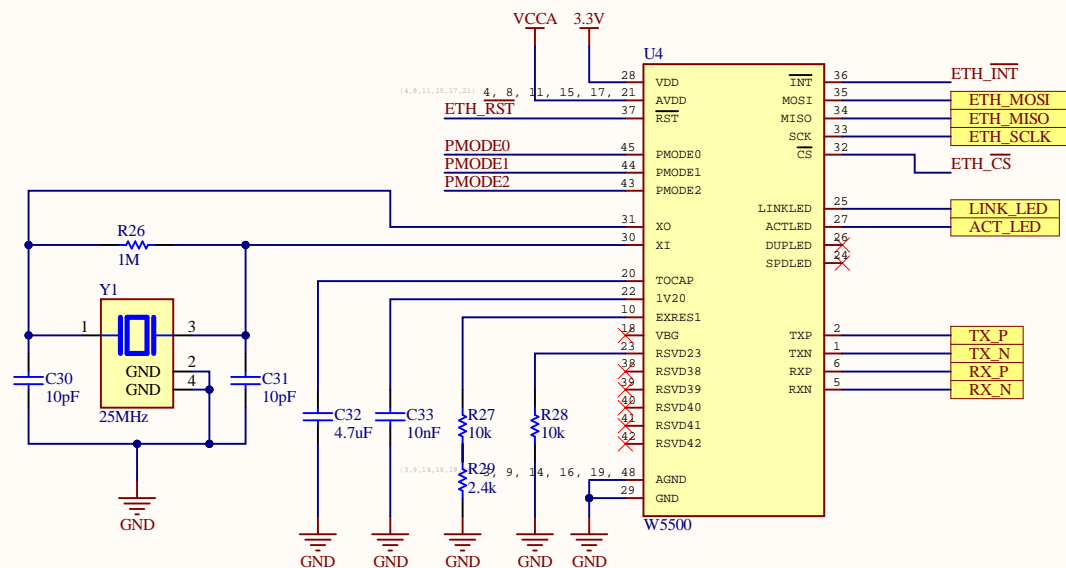 VCCA 3.3V
U4
28 VDD
{4,8,11,15,17,21} 4, 8, 11, 15, 17, 21 AVDD
ETH_RST 37 RST
PMODE0 45 PMODE0
PMODE1 44 PMODE1
PMODE2 43 PMODE2
31 XO
30 XI
20 TOCAP
22 1V20
10 EXRES1
18 VBG
23 RSVD23
38 RSVD38
39 RSVD39
40 RSVD40
41 RSVD41
42 RSVD42
3, 9, 14, 16, 19, 48 AGND
29 GND
W5500
INT 36 ETH_INT
MOSI 35 ETH_MOSI
MISO 34 ETH_MISO
SCK 33 ETH_SCLK
CS 32 ETH_CS
LINKLED 25 LINK_LED
ACTLED 27 ACT_LED
DUPLED 26
SPDLED 24
TXP 2 TX_P
TXN 1 TX_N
RXP 6 RX_P
RXN 5 RX_N
R26
1M
Y1
1 3
GND 2
GND 4
25MHz
C30
10pF
C31
10pF
GND
C32
4.7uF
C33
10nF
R27
10k
R28
10k
R29
2.4k
GND GND GND GND GND